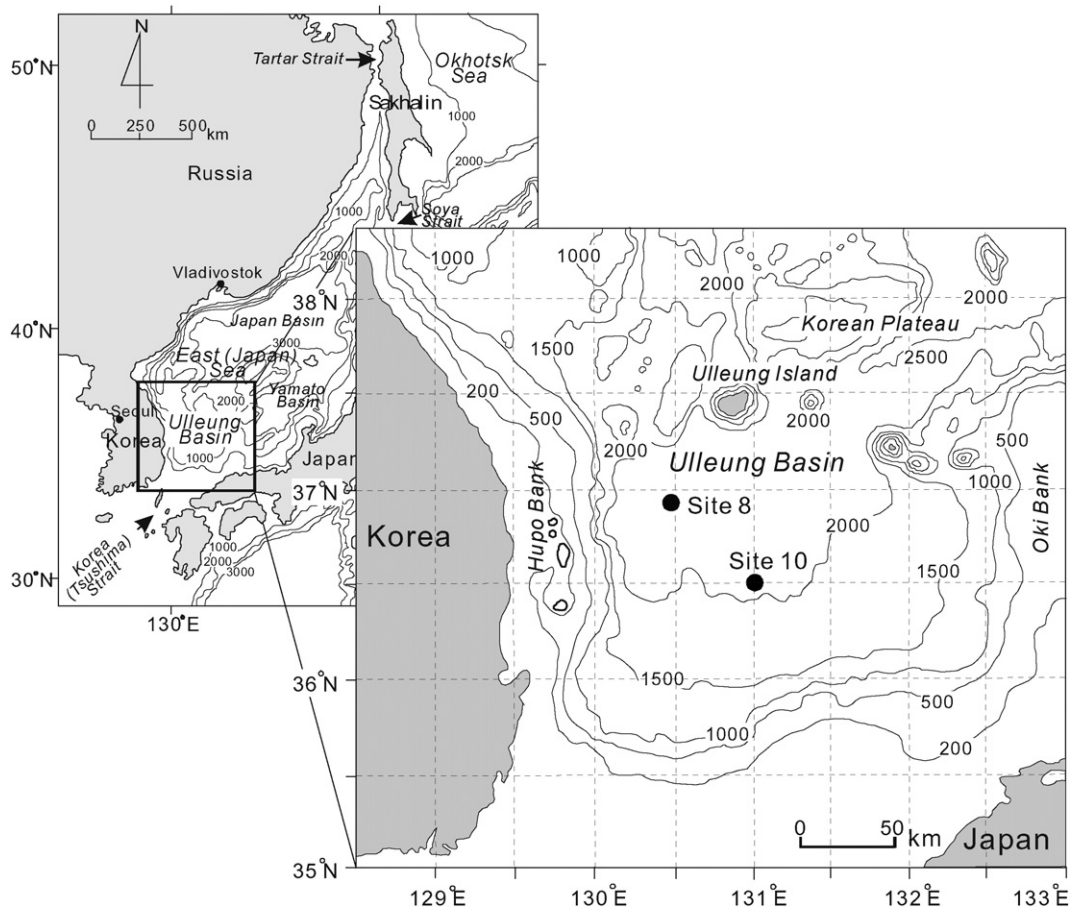 N
50°N
Tartar Strait
Okhotsk
Sea
Sakhalin
0 250 500 km
1000
2000
Russia
1000
Soya
Strait
2000
Vladivostok
40°N
Japan Basin
3000
East (Japan)
Sea
Yamato
Basin
2000
Seoul
Korea
Ulleung
Basin
1000
Japan
Korea
(Tsushima)
Strait
1000
2000
3000
30°N
130°E
38°N
37°N
36°N
35°N
1000
1000
2000
2000
1500
Korean Plateau
2500
200
Ulleung Island
500
2000
2000
500
Ulleung Basin
1000
Hupo Bank
Site 8
2000
Oki Bank
Korea
Site 10
1500
1500
1000
500
200
0 50
km
Japan
129°E
130°E
131°E
132°E
133°E